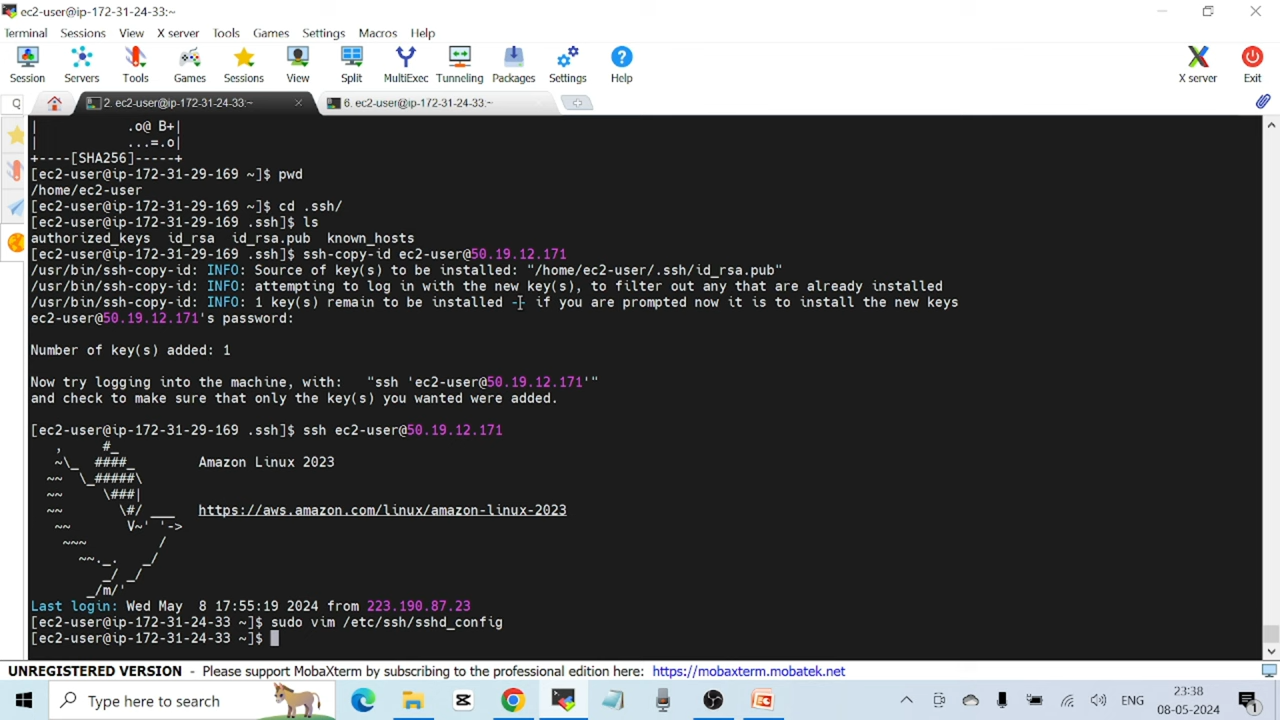 ec2-user@ip-172-31-24-33:~
Terminal Sessions View X server Tools Games Settings Macros Help
Session Servers Tools Games Sessions View Split MultiExec Tunneling Packages Settings Help X server Exit
Q 2. ec2-user@ip-172-31-24-33:~ 6. ec2-user@ip-172-31-24-33:~
| .o@ B+|
| ...=.o|
+----[SHA256]-----+
[ec2-user@ip-172-31-29-169 ~]$ pwd
/home/ec2-user
[ec2-user@ip-172-31-29-169 ~]$ cd .ssh/
[ec2-user@ip-172-31-29-169 .ssh]$ ls
authorized_keys id_rsa id_rsa.pub known_hosts
[ec2-user@ip-172-31-29-169 .ssh]$ ssh-copy-id ec2-user@50.19.12.171
/usr/bin/ssh-copy-id: INFO: Source of key(s) to be installed: "/home/ec2-user/.ssh/id_rsa.pub"
/usr/bin/ssh-copy-id: INFO: attempting to log in with the new key(s), to filter out any that are already installed
/usr/bin/ssh-copy-id: INFO: 1 key(s) remain to be installed -- if you are prompted now it is to install the new keys
ec2-user@50.19.12.171's password:
Number of key(s) added: 1
Now try logging into the machine, with: "ssh 'ec2-user@50.19.12.171'"
and check to make sure that only the key(s) you wanted were added.
[ec2-user@ip-172-31-29-169 .ssh]$ ssh ec2-user@50.19.12.171
, #_
~\_ ####_ Amazon Linux 2023
~~ \_#####\
~~ \###|
~~ \#/ ___ https://aws.amazon.com/linux/amazon-linux-2023
~~ V~' '->
~~~ /
~~._. _/
_/ _/
_/m/'
Last login: Wed May 8 17:55:19 2024 from 223.190.87.23
[ec2-user@ip-172-31-24-33 ~]$ sudo vim /etc/ssh/sshd_config
[ec2-user@ip-172-31-24-33 ~]$
UNREGISTERED VERSION - Please support MobaXterm by subscribing to the professional edition here: https://mobaxterm.mobatek.net
Type here to search ENG 23:38
08-05-2024 1